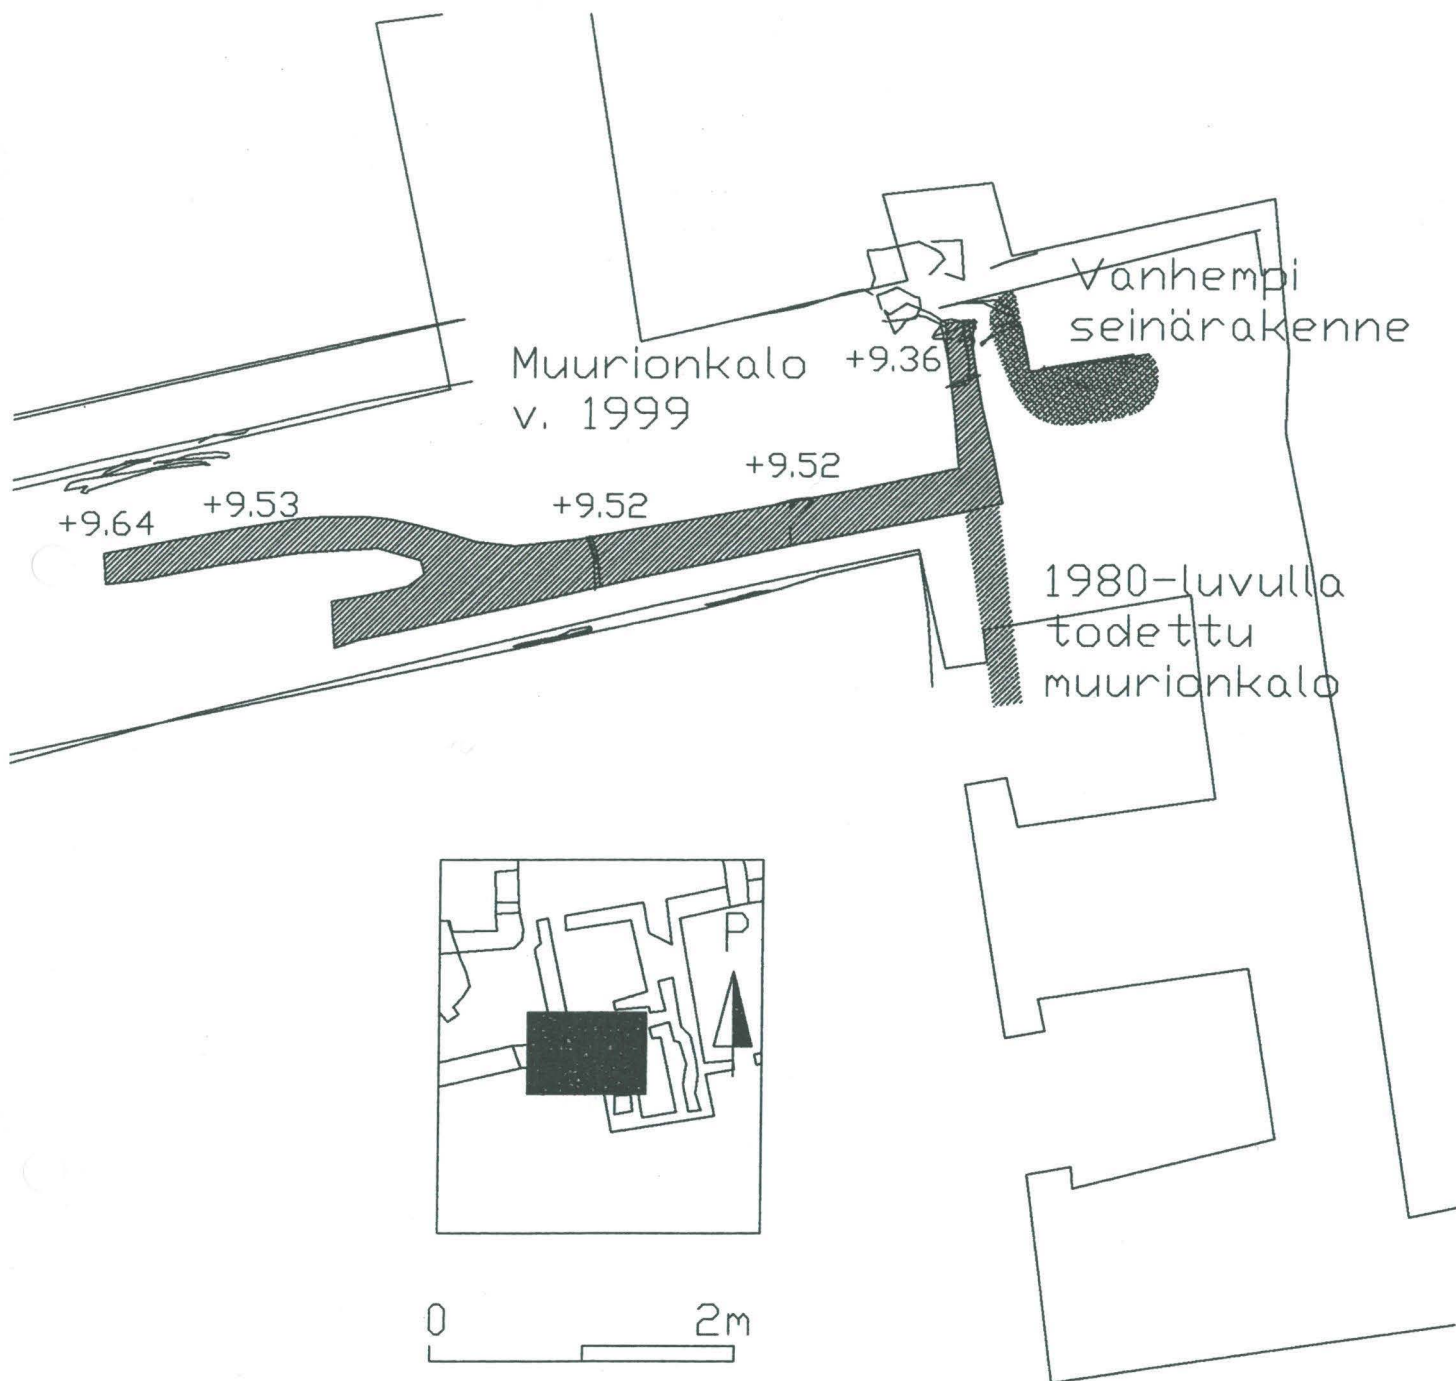 Vanhempi
seinärakenne
Muurionkalo
v. 1999
+9.36
+9.52
+9.52
+9.53
+9.64
1980-luvulla
todettu
muurionkalo
P
0 2m